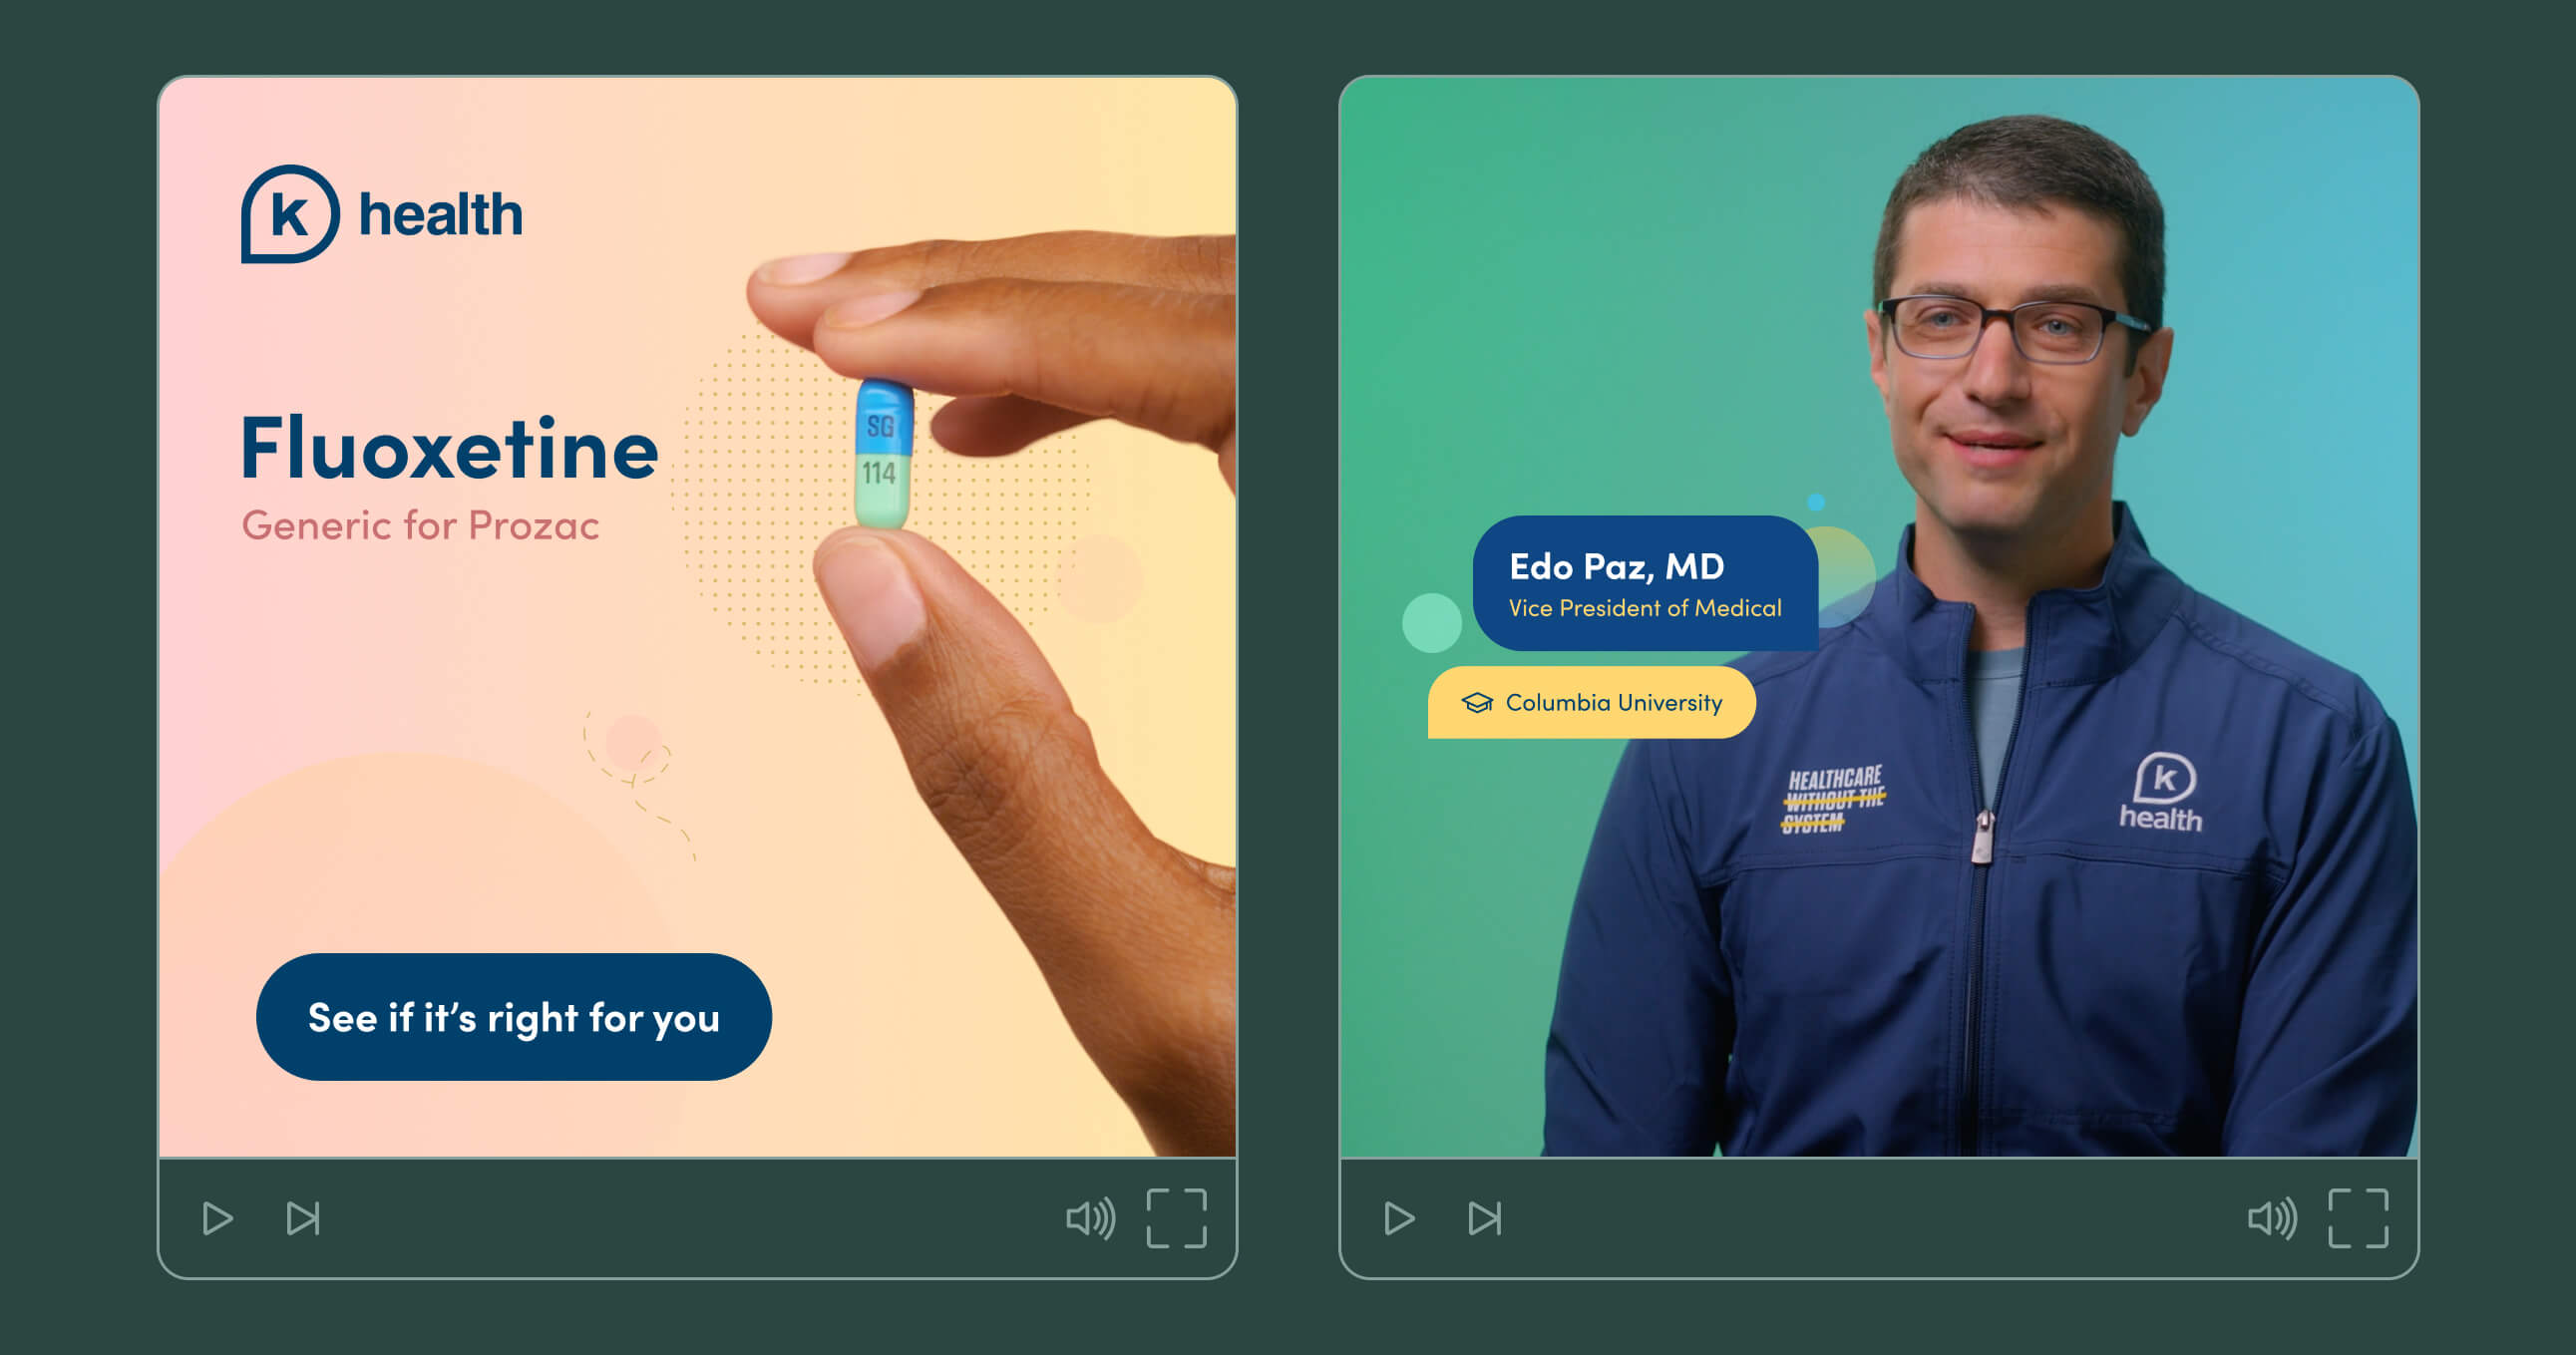 k health
Fluoxetine
Generic for Prozac
SG
114
See if it's right for you
Edo Paz, MD
Vice President of Medical
Columbia University
HEALTHCARE
WITHOUT THE
SYSTEM
k
health